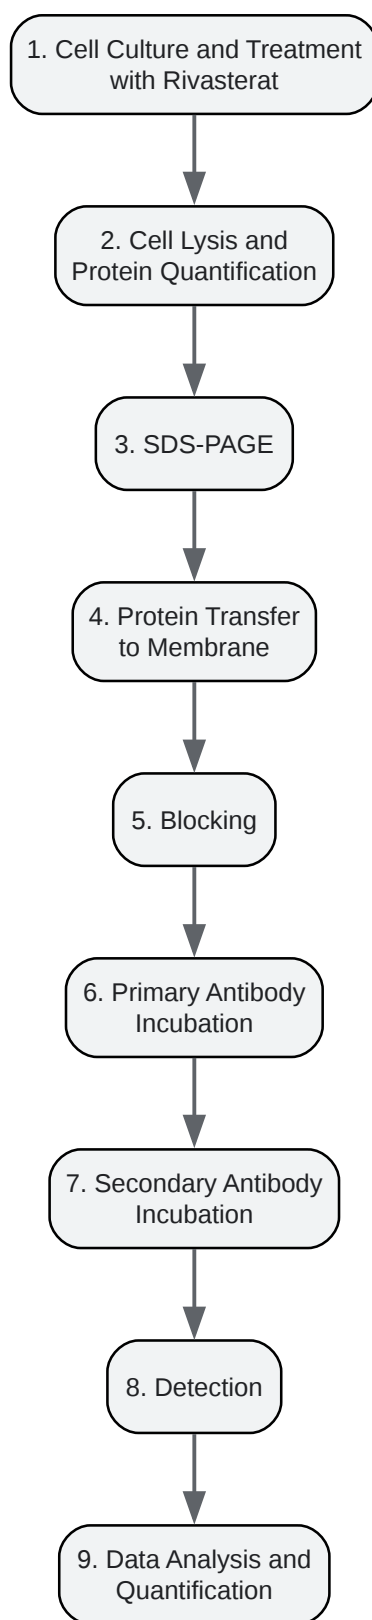 1. Cell Culture and Treatment
with Rivasterat
2. Cell Lysis and
Protein Quantification
3. SDS-PAGE
4. Protein Transfer
to Membrane
5. Blocking
6. Primary Antibody
Incubation
7. Secondary Antibody
Incubation
8. Detection
9. Data Analysis and
Quantification